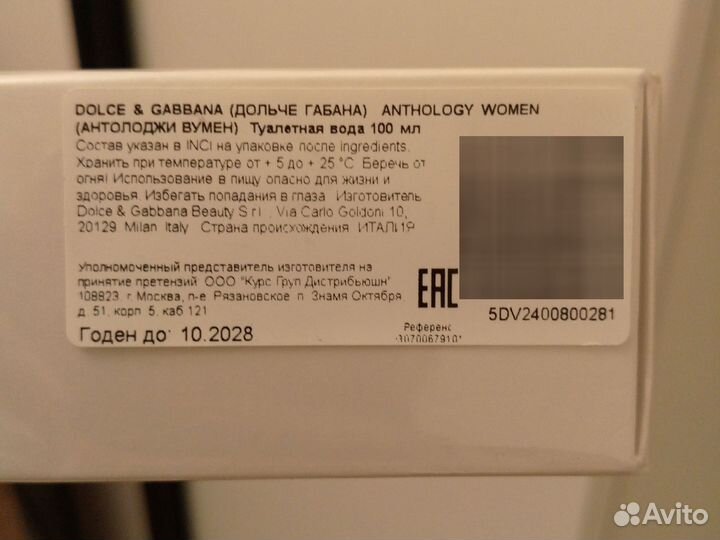 DOLCE & GABBANA (ДОЛЬЧЕ ГАБАНА) ANTHOLOGY WOMEN
(АНТОЛОДЖИ ВУМЕН) Туалетная вода 100 мл
Состав указан в INCI на упаковке после ingredients.
Хранить при температуре от + 5 до + 25 °C Беречь от
огня! Использование в пищу опасно для жизни и
здоровья Избегать попадания в глаза Изготовитель
Dolce & Gabbana Beauty S r l , Via Carlo Goldoni 10,
20129 Milan Italy Страна происхождения ИТАЛИЯ
Уполномоченный представитель изготовителя на
принятие претензий ООО "Курс Груп Дистрибьюшн"
108823, г Москва, п-е Рязановское п Знамя Октября,
д 51, корп 5, каб 121
Годен до: 10.2028
EAC
Референс
3070067910
5DV2400800281
Avito